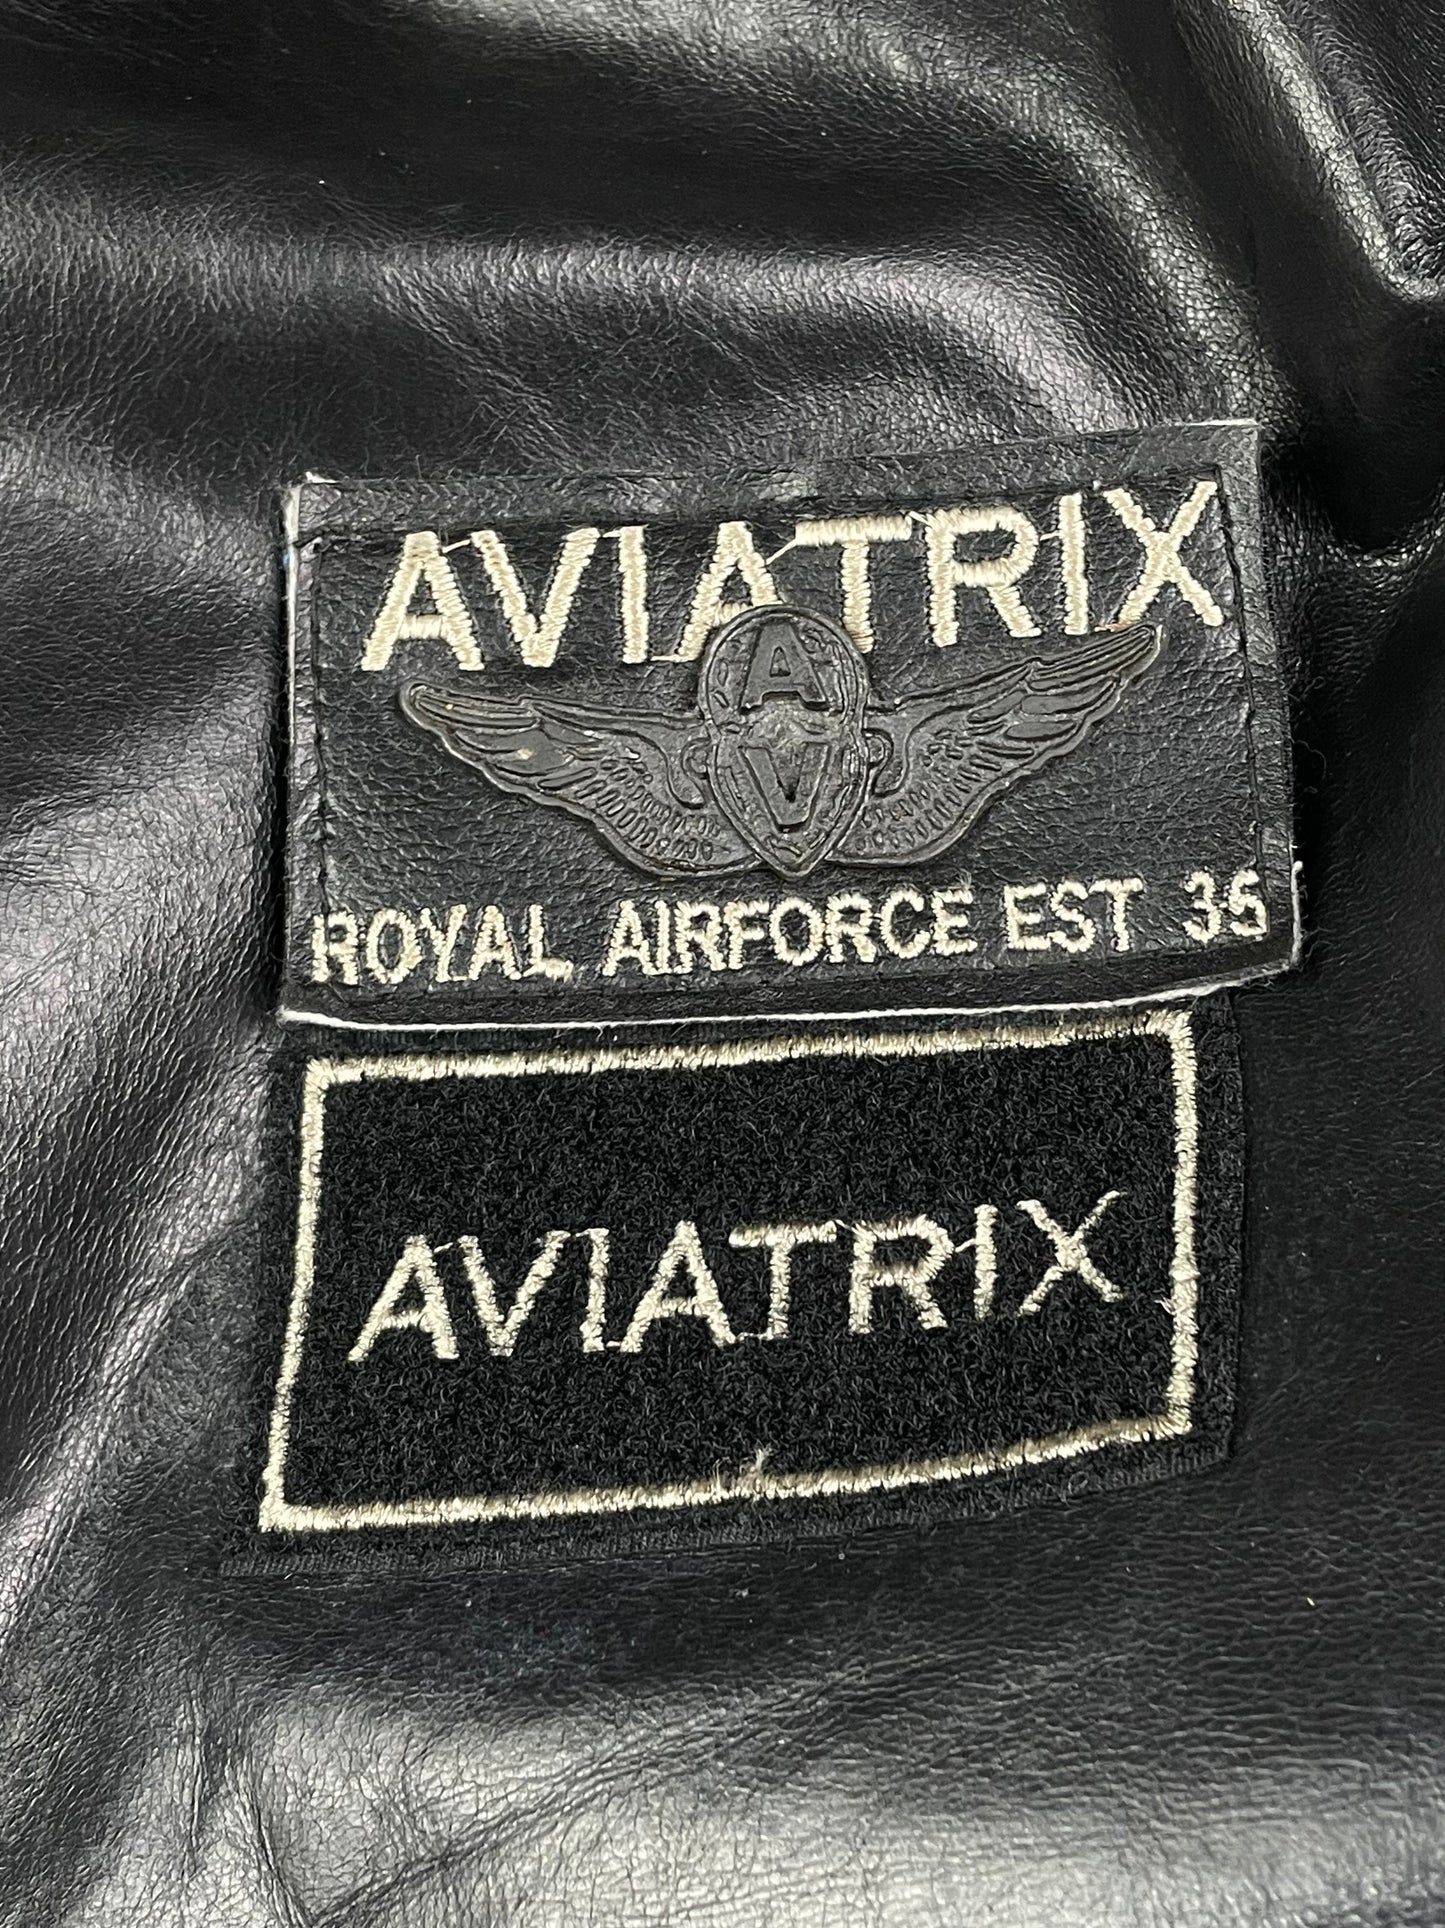 AVIATRIX
A
V
ROYAL AIRFORCE EST 35
AVIATRIX